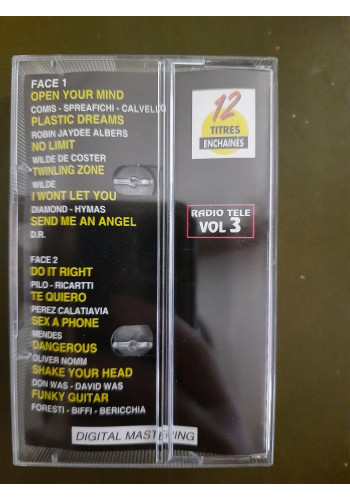 FACE 1
OPEN YOUR MIND
COMIS - SPREAFICHI - CALVELLO
PLASTIC DREAMS
ROBIN JAYDEE ALBERS
NO LIMIT
WILDE DE COSTER
TWINLING ZONE
WILDE
I WONT LET YOU
DIAMOND - HYMAS
SEND ME AN ANGEL
D.R.
FACE 2
DO IT RIGHT
PILO - RICARTTI
TE QUIERO
PEREZ CALATIAVIA
SEX A PHONE
MENDES
DANGEROUS
OLIVER NOMM
SHAKE YOUR HEAD
DON WAS - DAVID WAS
FUNKY GUITAR
FORESTI - BIFFI - BERICCHIA
DIGITAL MASTERING
12
TITRES
ENCHAINÉS
RADIO TELE
VOL 3